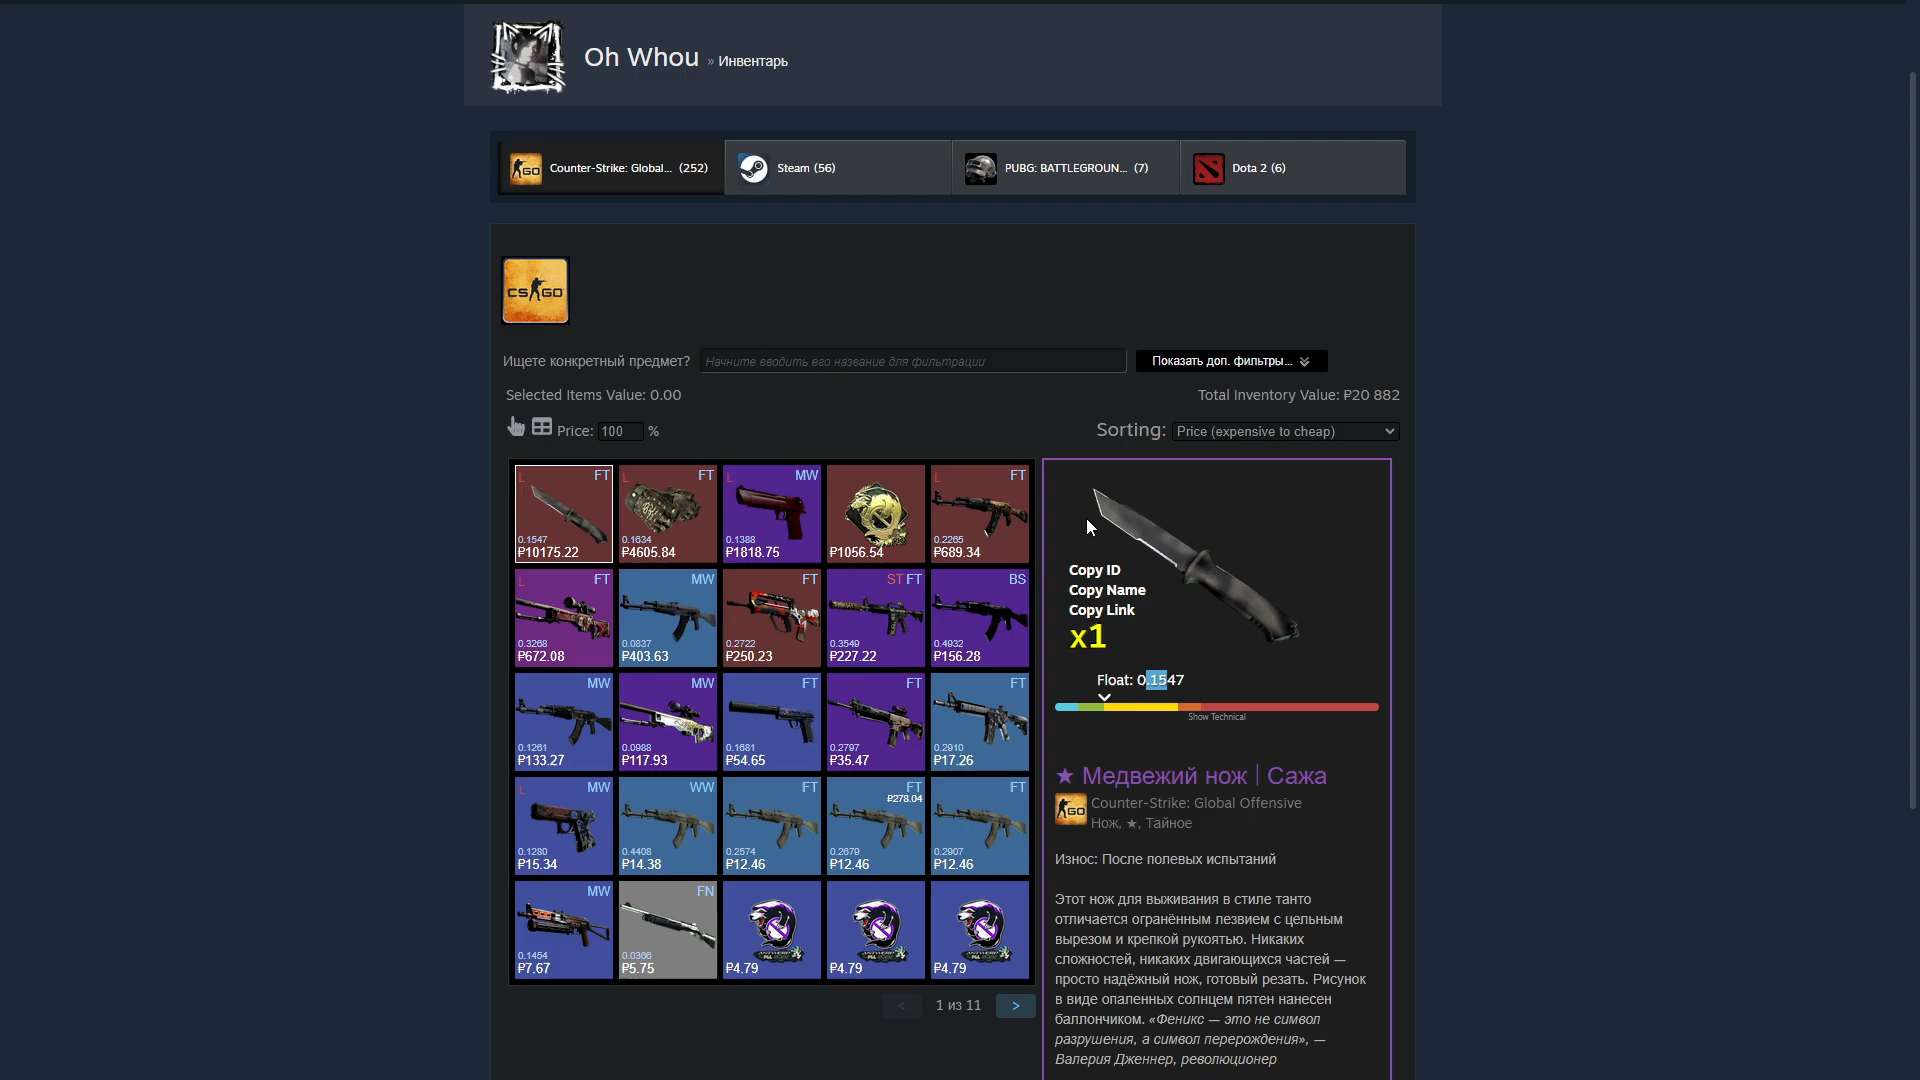 Oh Whou » Инвентарь
Counter-Strike: Global... (252)
Steam (56)
PUBG: BATTLEGROUN... (7)
Dota 2 (6)
CS GO
Ищете конкретный предмет?
Начните вводить его название для фильтрации
Показать доп. фильтры...
Selected Items Value: 0.00
Total Inventory Value: ₽20 882
Price: 100 %
Sorting: Price (expensive to cheap)
L FT 0.1547 ₽10175.22
L FT 0.1634 ₽4605.84
L MW 0.1388 ₽1818.75
₽1056.54
L FT 0.2265 ₽689.34
L FT 0.3268 ₽672.08
MW 0.0837 ₽403.63
FT 0.2722 ₽250.23
ST FT 0.3549 ₽227.22
BS 0.4932 ₽156.28
MW 0.1261 ₽133.27
MW 0.0988 ₽117.93
FT 0.1681 ₽54.65
FT 0.2797 ₽35.47
FT 0.2910 ₽17.26
L MW 0.1280 ₽15.34
WW 0.4408 ₽14.38
FT 0.2574 ₽12.46
FT ₽278.04 0.2679 ₽12.46
FT 0.2907 ₽12.46
MW 0.1454 ₽7.67
FN 0.0366 ₽5.75
₽4.79
₽4.79
₽4.79
< 1 из 11 >
Copy ID
Copy Name
Copy Link
x1
Float: 0.1547
Show Technical
★ Медвежий нож | Сажа
Counter-Strike: Global Offensive
Нож, ★, Тайное
Износ: После полевых испытаний
Этот нож для выживания в стиле танто
отличается огранённым лезвием с цельным
вырезом и крепкой рукоятью. Никаких
сложностей, никаких двигающихся частей —
просто надёжный нож, готовый резать. Рисунок
в виде опаленных солнцем пятен нанесен
баллончиком. «Феникс — это не символ
разрушения, а символ перерождения», —
Валерия Дженнер, революционер